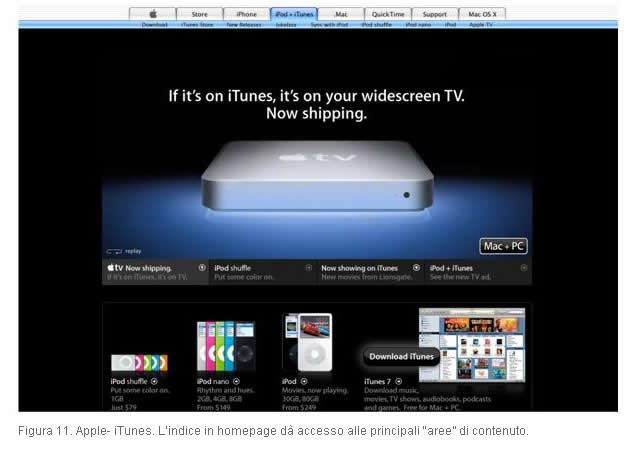 Store iPhone iPod + iTunes .Mac QuickTime Support Mac OS X
Download iTunes Store New Releases Jukebox Sync with iPod iPod shuffle iPod nano iPod Apple TV
If it's on iTunes, it's on your widescreen TV.
Now shipping.
tv
Mac + PC
replay
tv Now shipping. iPod shuffle Now showing on iTunes iPod + iTunes
If it's on iTunes, it's on TV. Put some color on. New movies from Lionsgate. See the new TV ad.
Download iTunes
iPod shuffle iPod nano iPod iTunes 7
Put some color on. Rhythm and hues. Movies, now playing. Download music,
1GB 2GB, 4GB, 8GB 30GB, 80GB movies, TV shows, audiobooks, podcasts
Just $79 From $149 From $249 and games. Free for Mac + PC.
Figura 11. Apple- iTunes. L'indice in homepage dà accesso alle principali "aree" di contenuto.